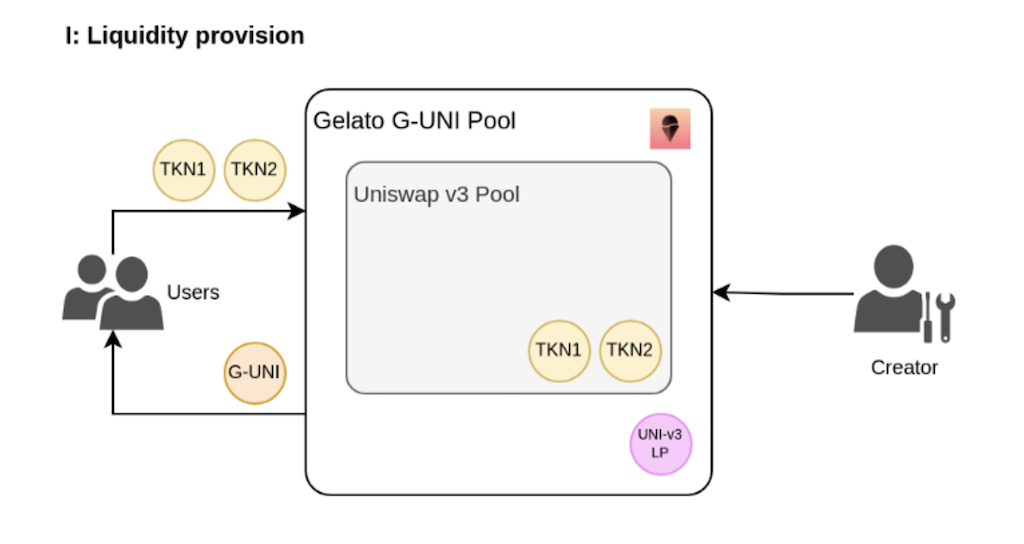 I: Liquidity provision
Gelato G-UNI Pool
TKN1
TKN2
Uniswap v3 Pool
Users
TKN1
TKN2
G-UNI
Creator
UNI-v3
LP